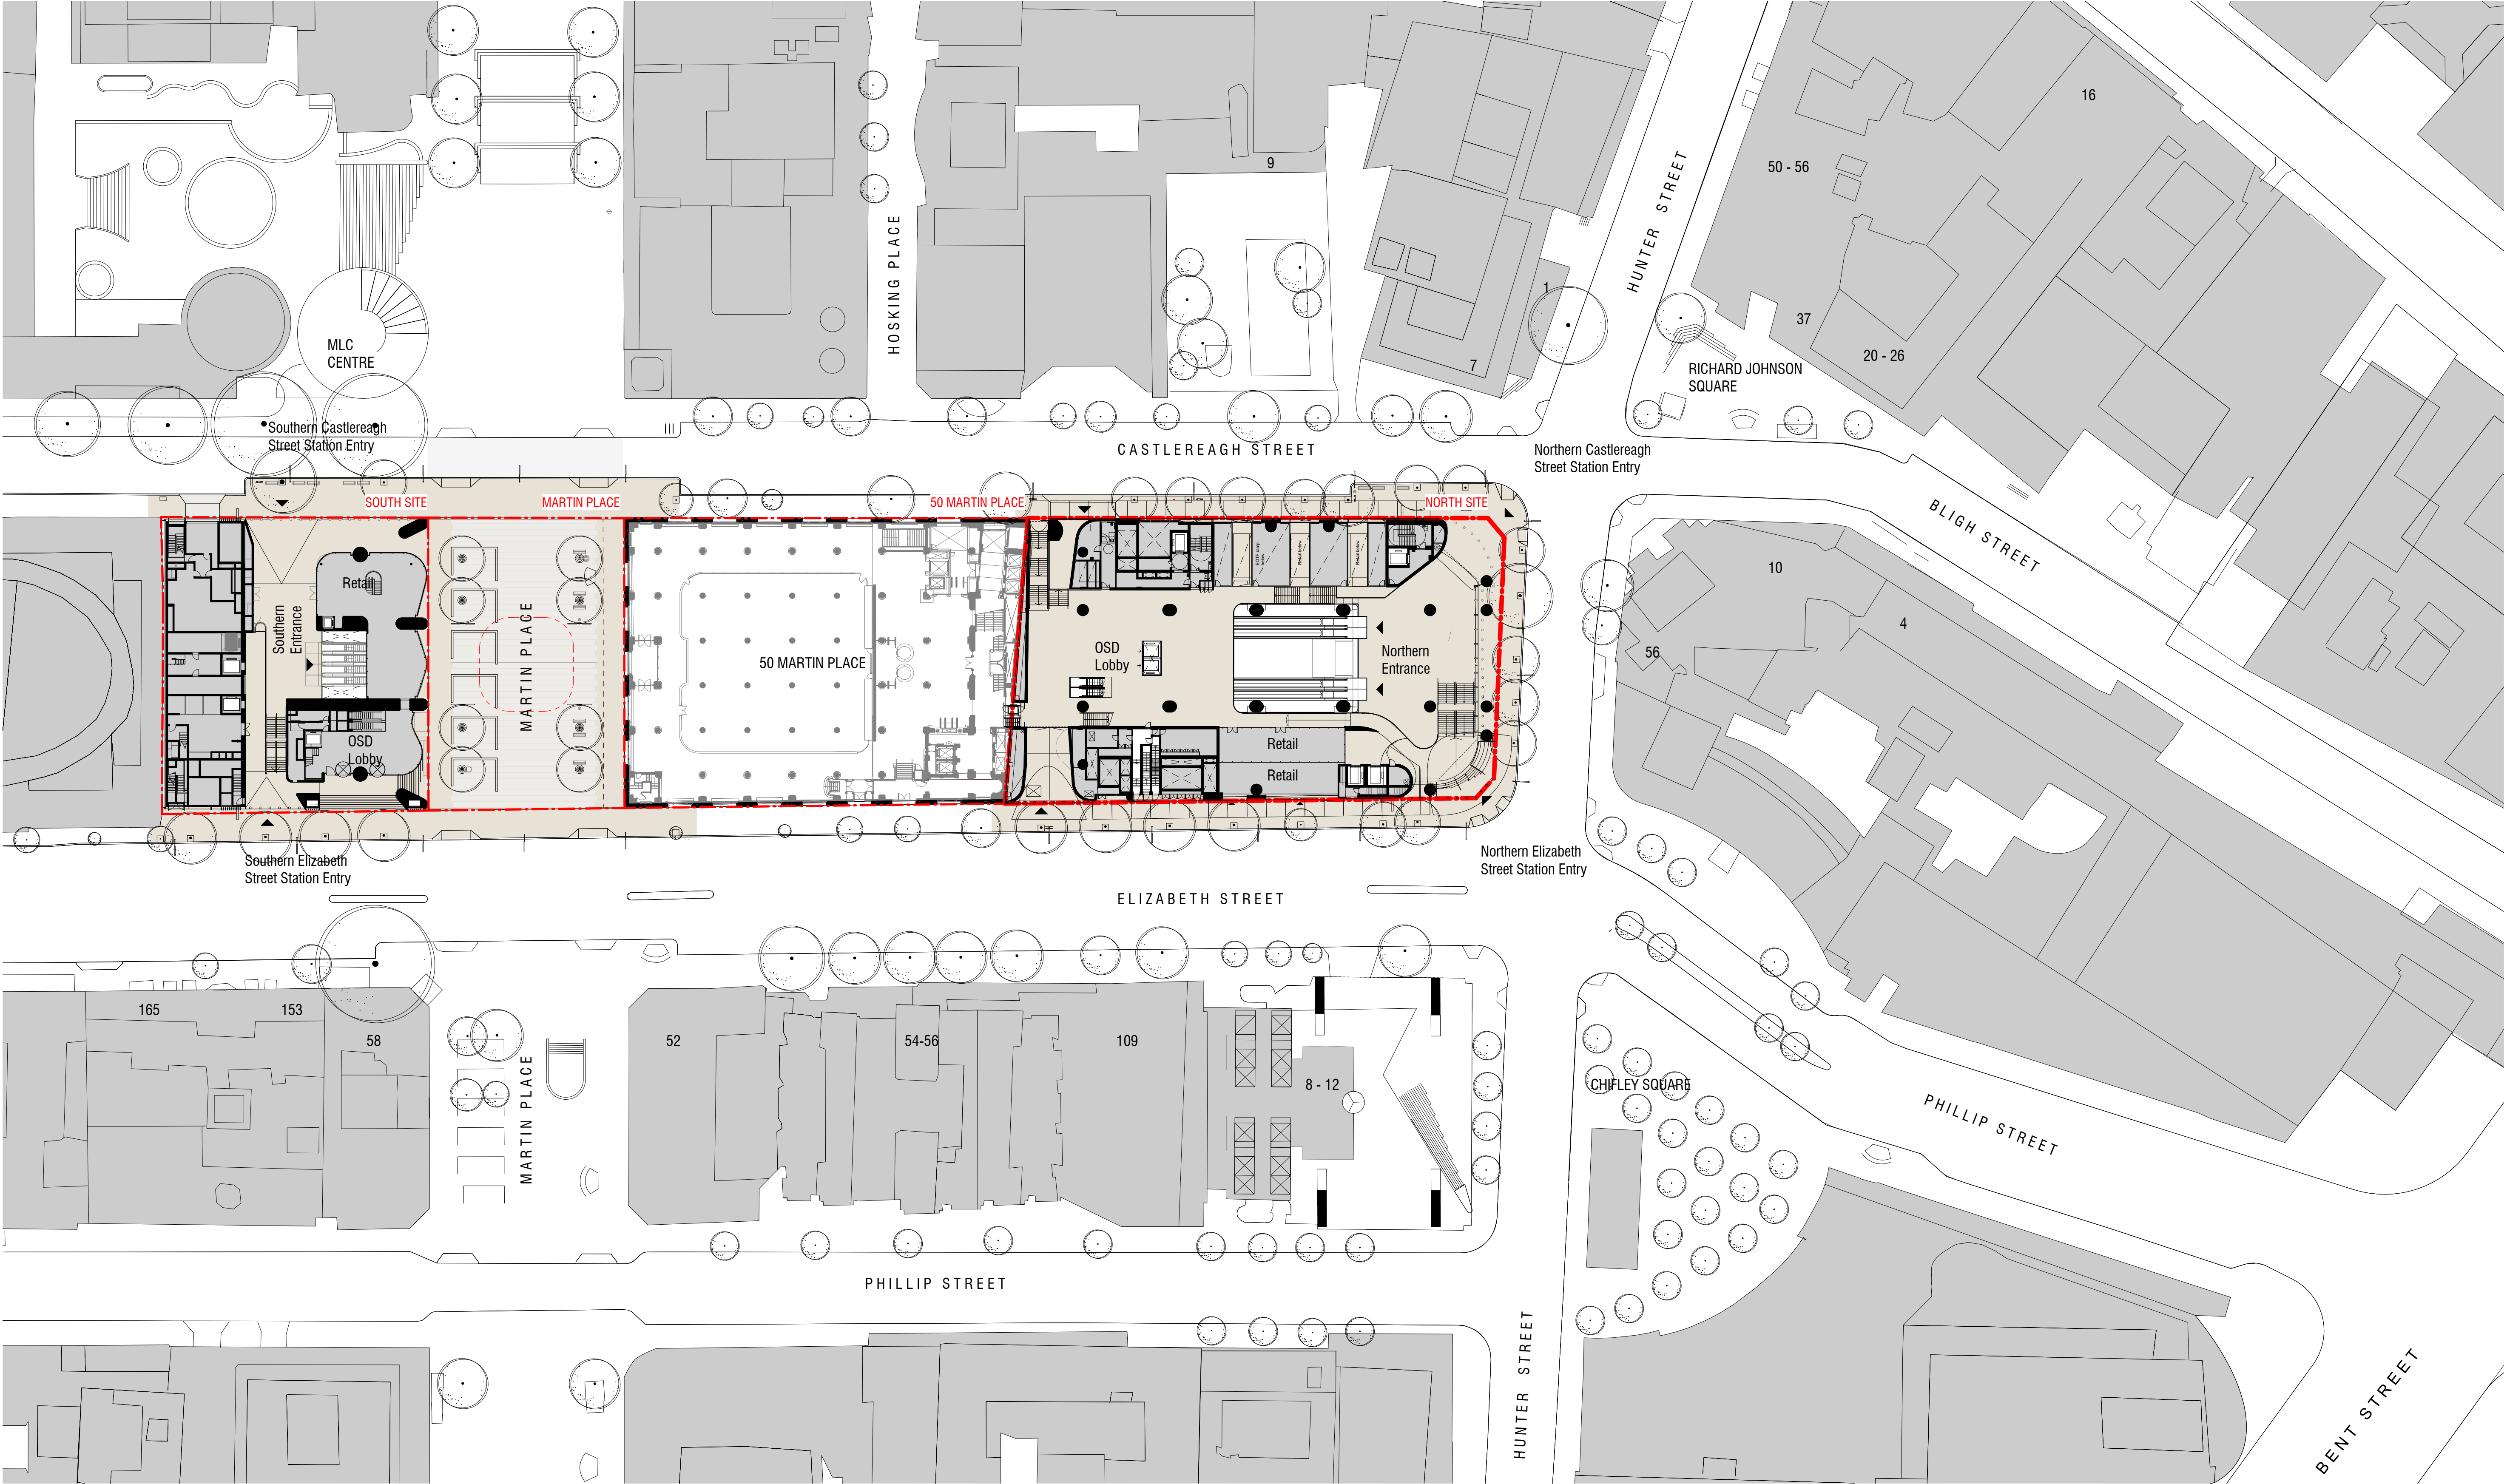 16
9
50 - 56
HUNTER STREET
HOSKING PLACE
1
37
MLC
CENTRE
7
20 - 26
RICHARD JOHNSON
SQUARE
Southern Castlereagh
Street Station Entry
CASTLEREAGH STREET
Northern Castlereagh
Street Station Entry
SOUTH SITE
MARTIN PLACE
50 MARTIN PLACE
NORTH SITE
BLIGH STREET
Retail
Southern
Entrance
MARTIN PLACE
50 MARTIN PLACE
OSD
Lobby
Northern
Entrance
10
4
56
OSD
Lobby
Retail
Retail
Southern Elizabeth
Street Station Entry
Northern Elizabeth
Street Station Entry
ELIZABETH STREET
165
153
58
52
54-56
109
8 - 12
MARTIN PLACE
CHIFLEY SQUARE
PHILLIP STREET
PHILLIP STREET
HUNTER STREET
BENT STREET